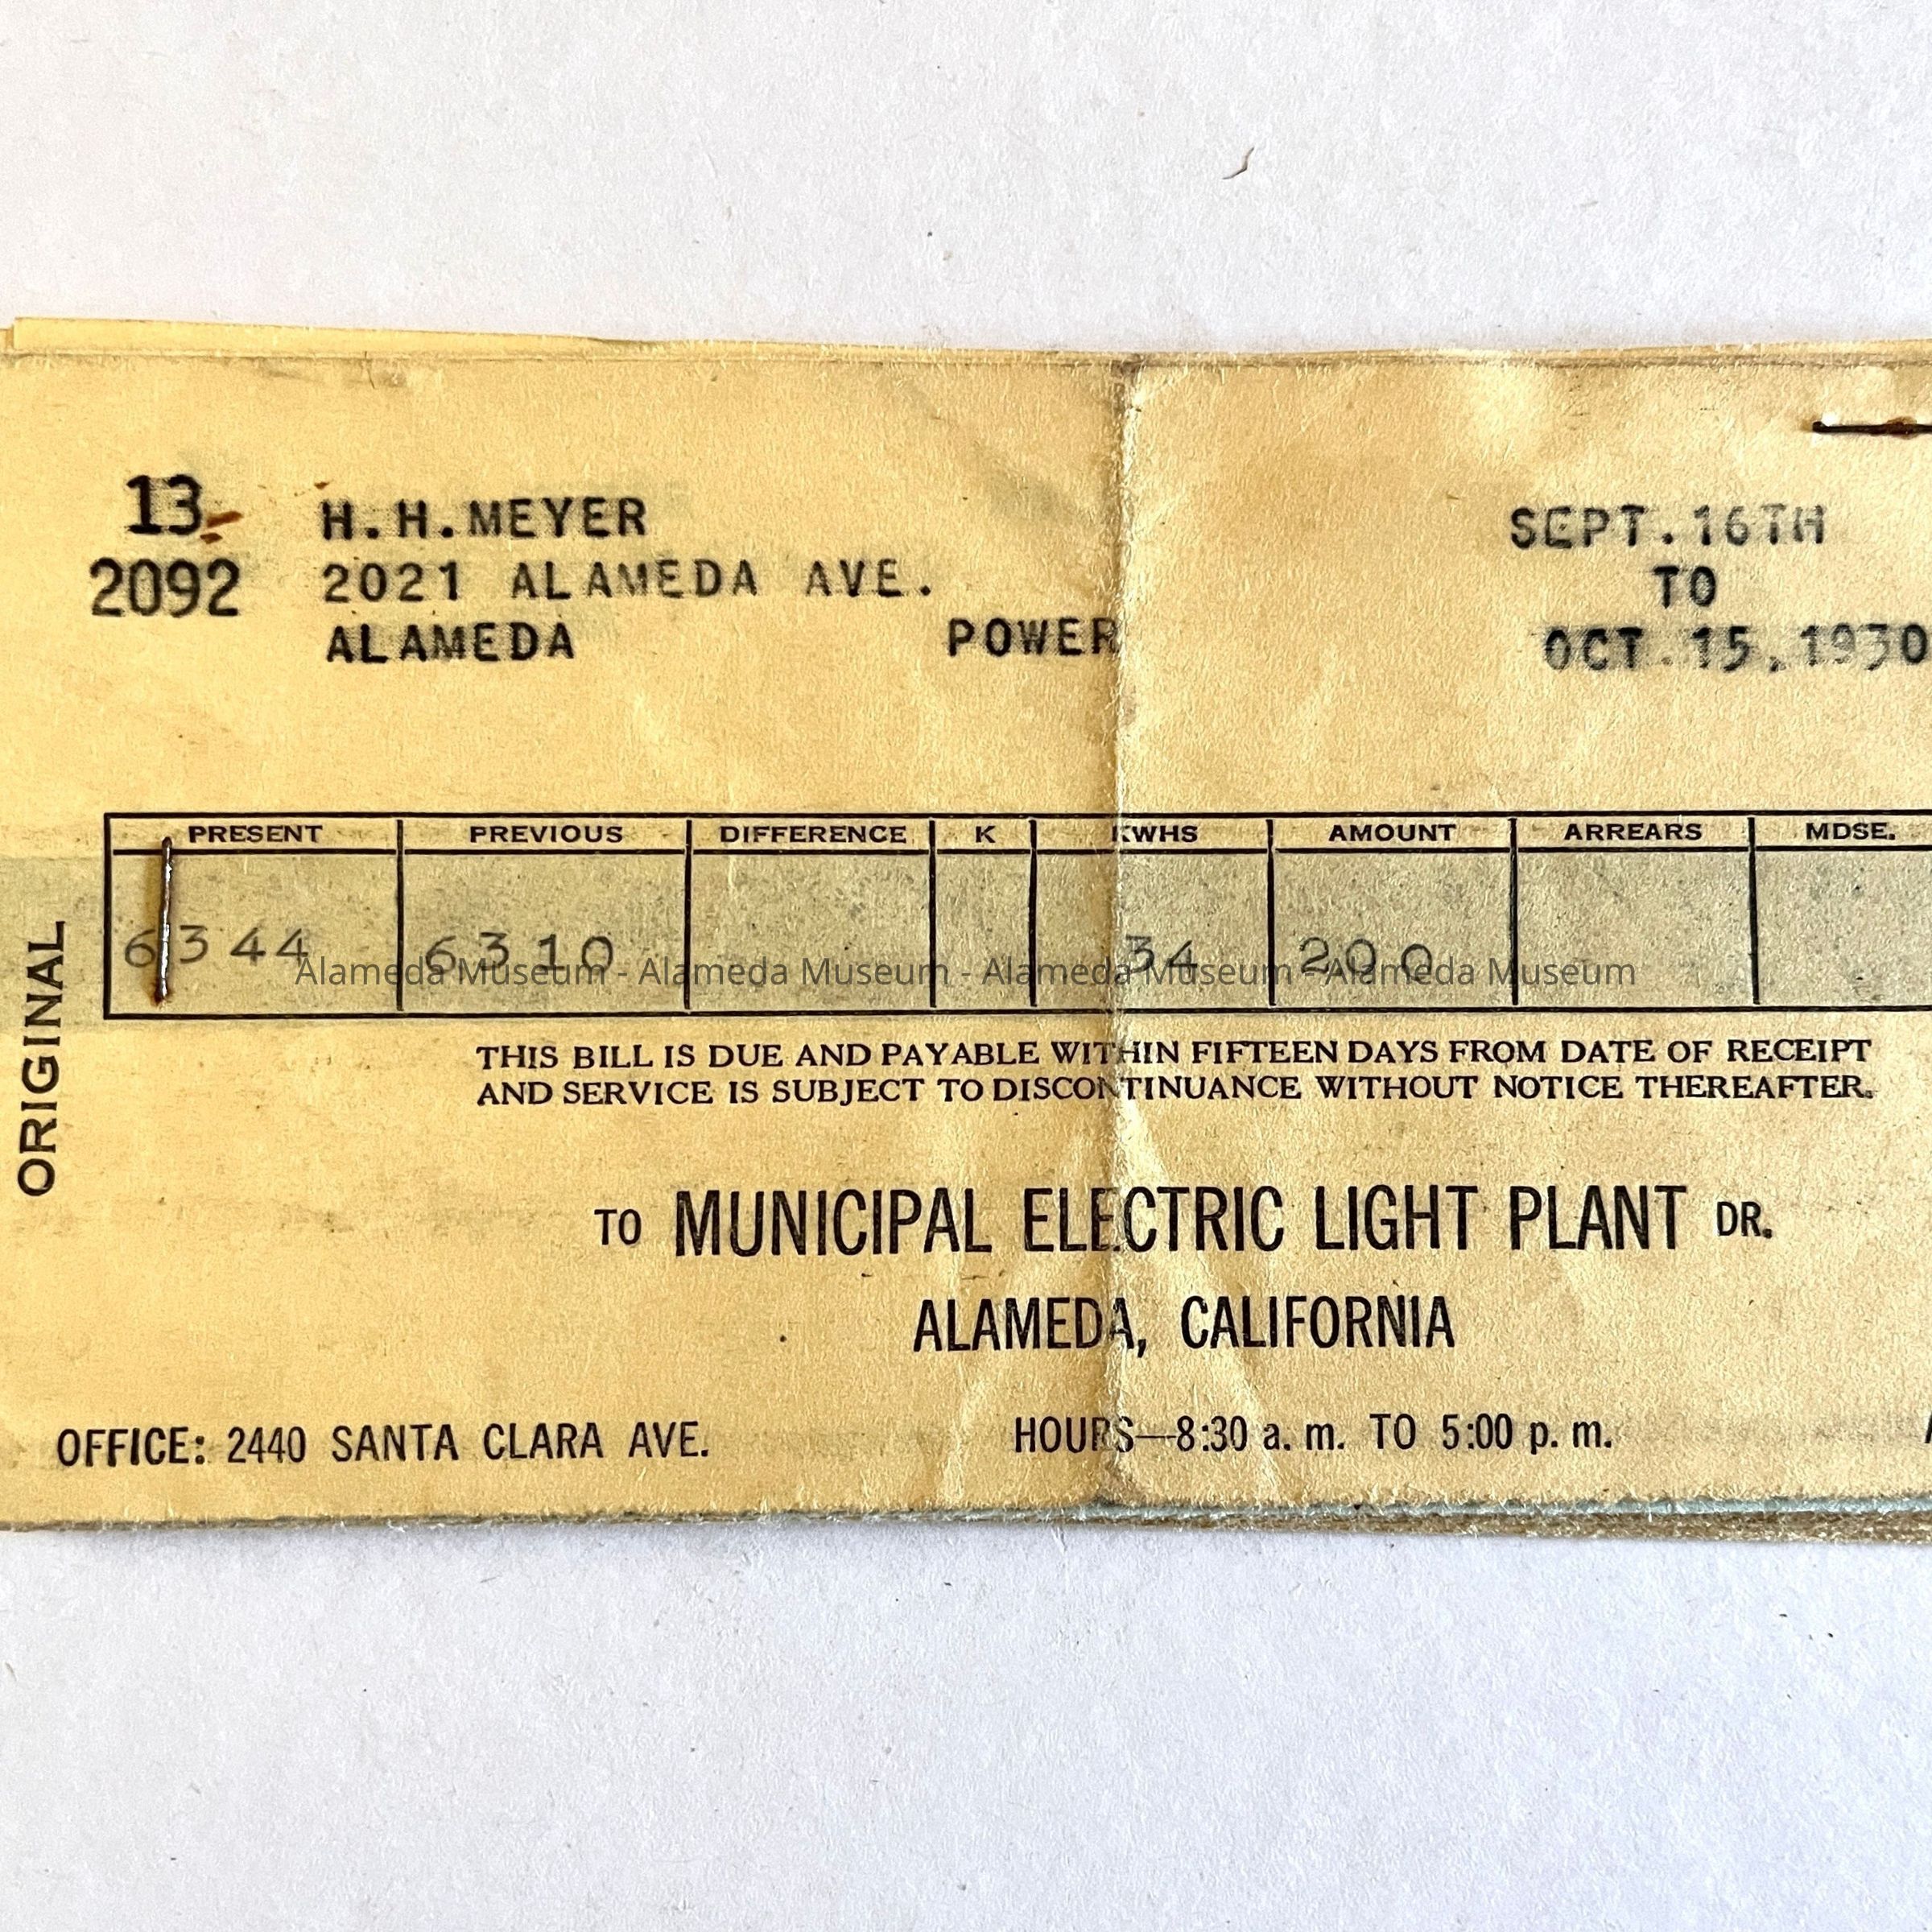 13- H.H.MEYER SEPT.16TH
2092 2021 ALAMEDA AVE. TO
ALAMEDA POWER OCT.15,1930
PRESENT PREVIOUS DIFFERENCE K KWHS AMOUNT ARREARS MDSE.
6344 6310 34 200
Alameda Museum - Alameda Museum - Alameda Museum - Alameda Museum
ORIGINAL
THIS BILL IS DUE AND PAYABLE WITHIN FIFTEEN DAYS FROM DATE OF RECEIPT
AND SERVICE IS SUBJECT TO DISCONTINUANCE WITHOUT NOTICE THEREAFTER.
TO MUNICIPAL ELECTRIC LIGHT PLANT DR.
ALAMEDA, CALIFORNIA
OFFICE: 2440 SANTA CLARA AVE. HOURS—8:30 a. m. TO 5:00 p. m.